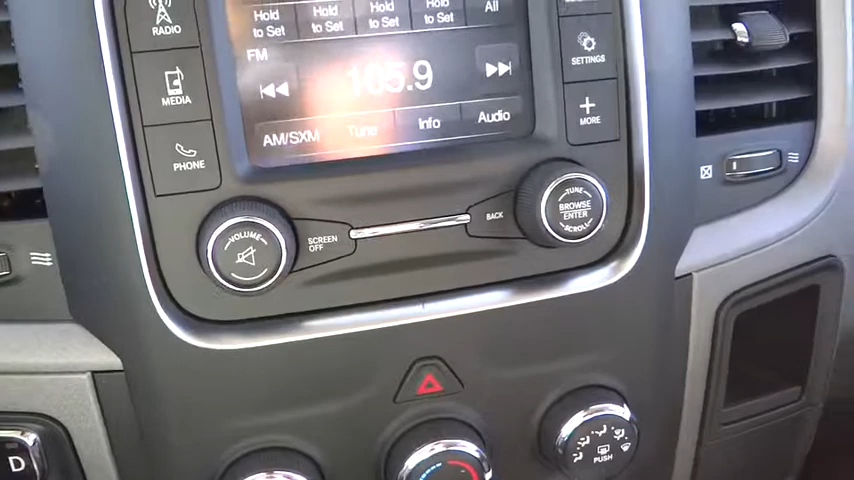 RADIO
Hold Hold Hold Hold All
to Set to Set to Set to Set
FM
SETTINGS
MEDIA
105.9
MORE
AM/SXM Tune Info Audio
PHONE
TUNE
BROWSE
ENTER
SCROLL
BACK
VOLUME
SCREEN
OFF
PUSH
D